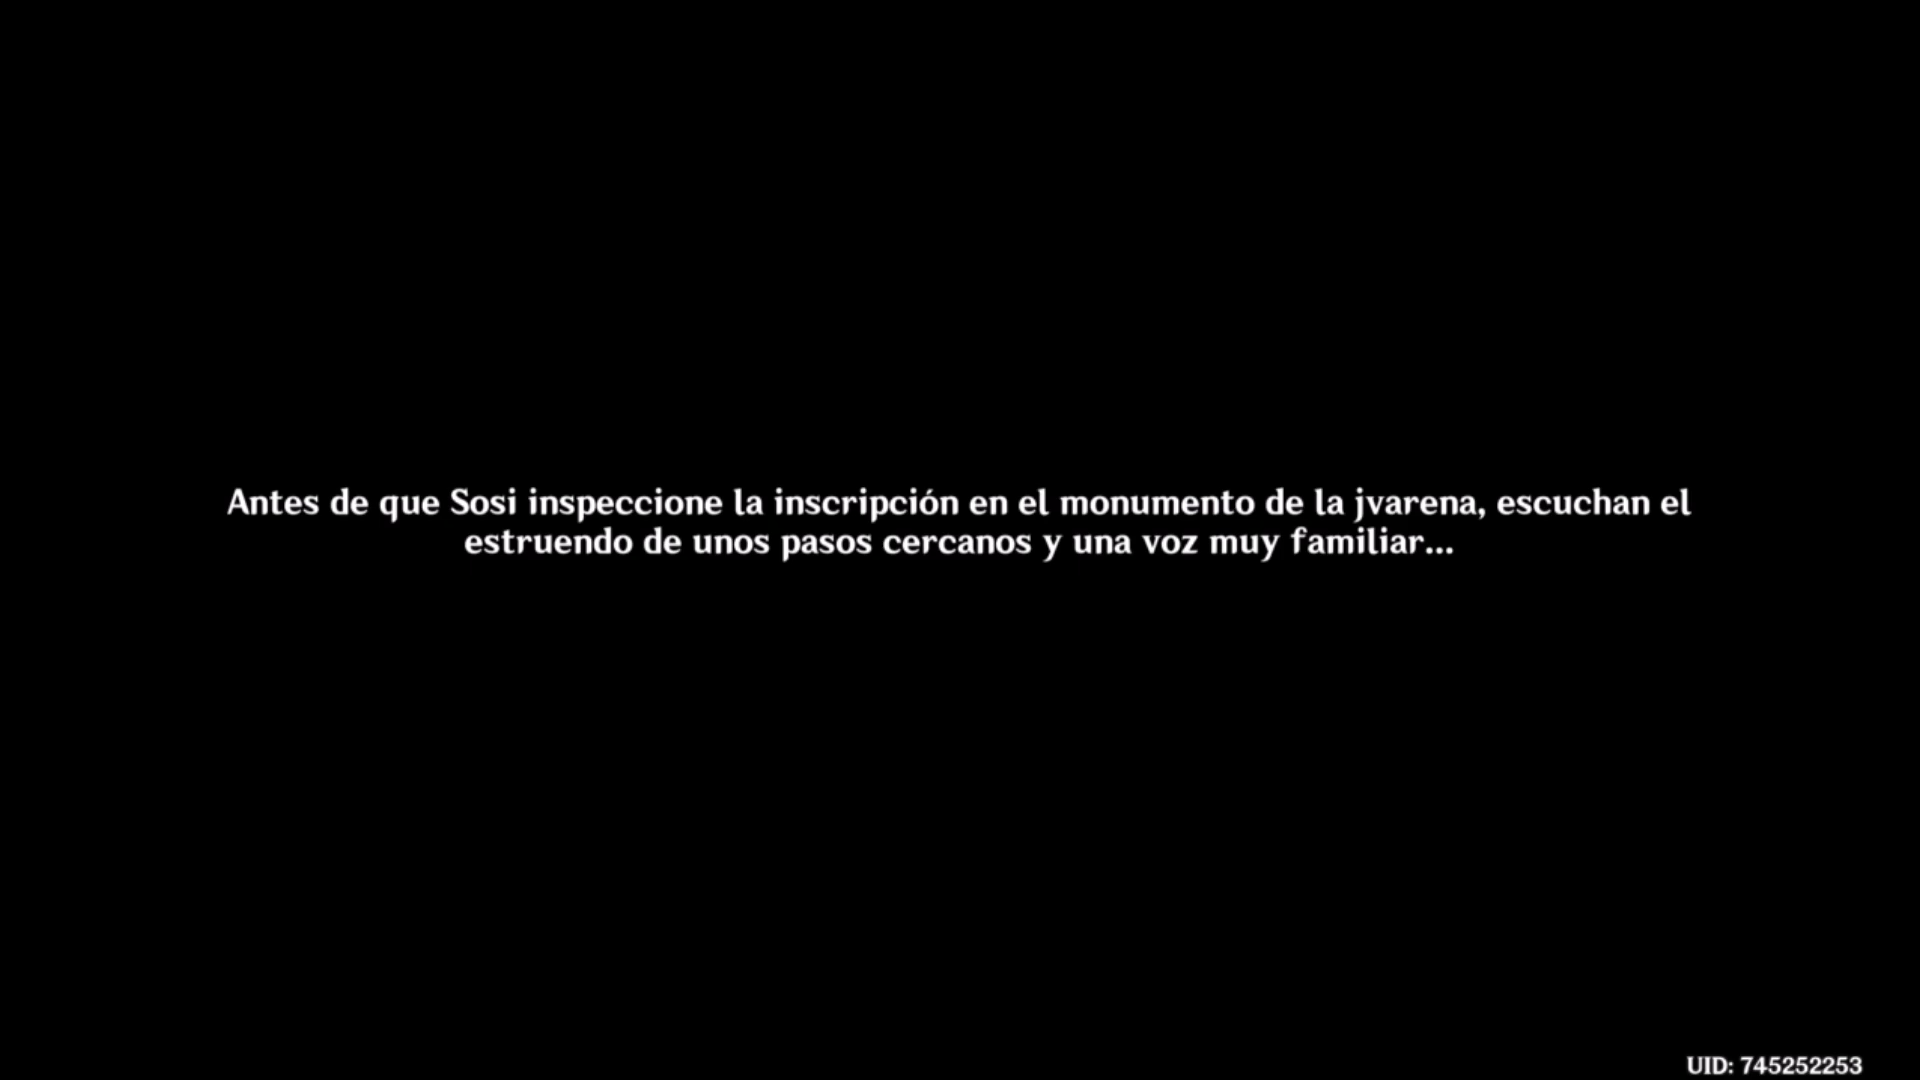 Antes de que Sosi inspeccione la inscripción en el monumento de la jvarena, escuchan el
estruendo de unos pasos cercanos y una voz muy familiar...
UID: 745252253